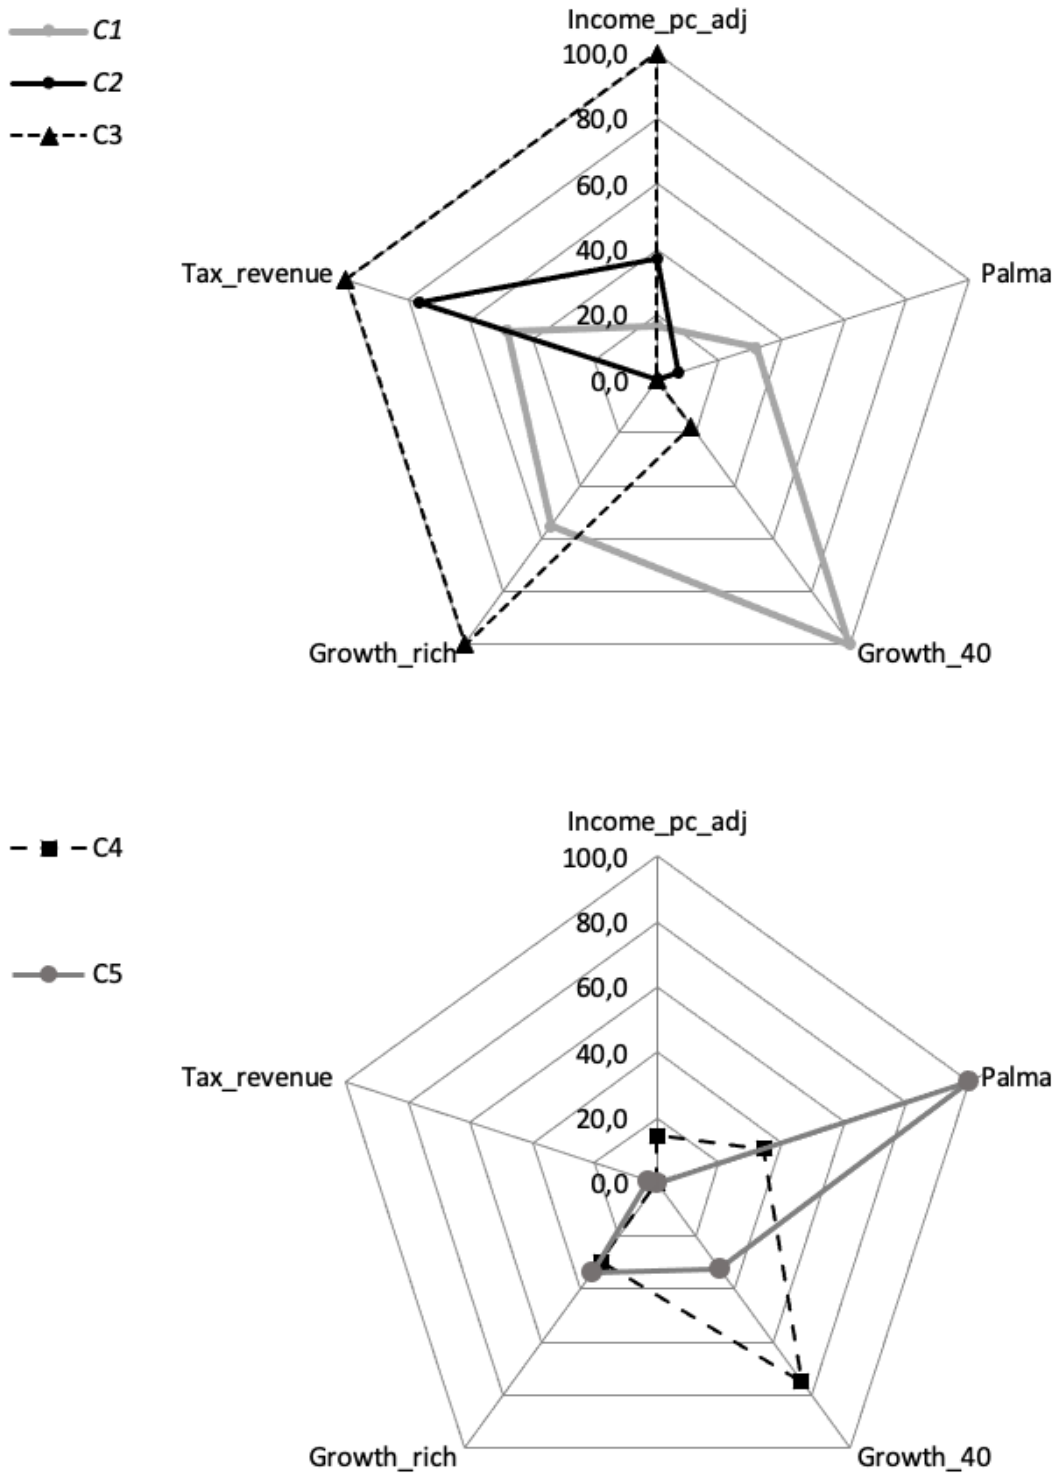 C1
C2
C3
Income_pc_adj
100,0
80,0
60,0
40,0
20,0
0,0
Tax_revenue
Palma
Growth_rich
Growth_40
C4
C5
Income_pc_adj
100,0
80,0
60,0
40,0
20,0
0,0
Tax_revenue
Palma
Growth_rich
Growth_40